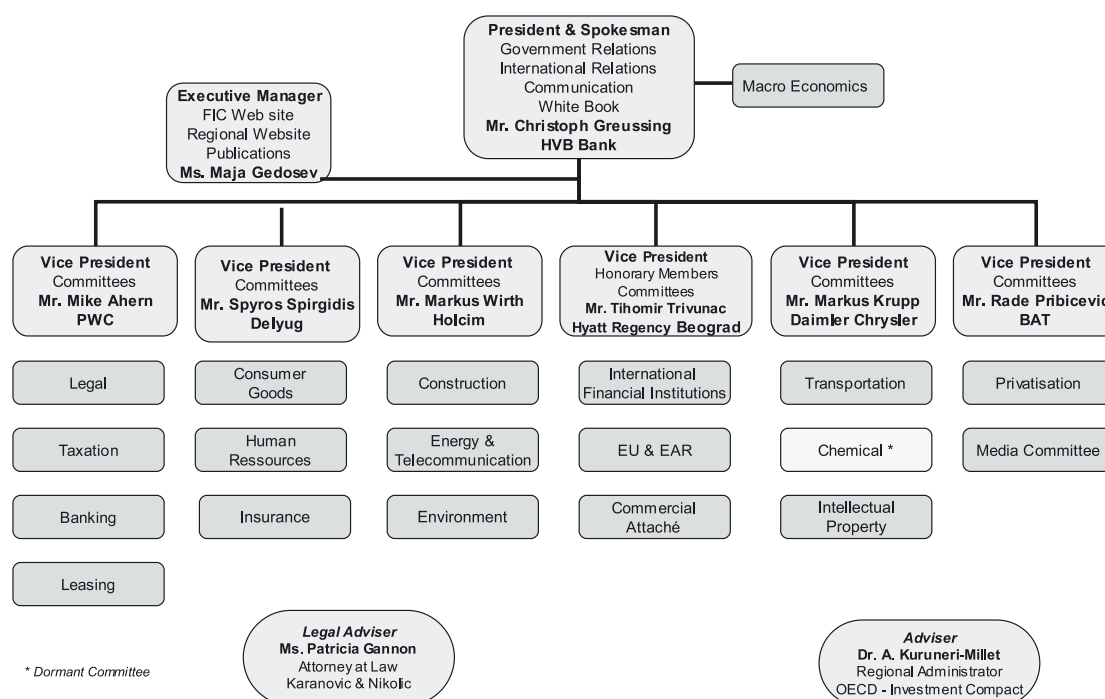 President & Spokesman
Government Relations
International Relations
Communication
White Book
Mr. Christoph Greussing
HVB Bank
Macro Economics
Executive Manager
FIC Web site
Regional Website
Publications
Ms. Maja Gedosev
Vice President
Committees
Mr. Mike Ahern
PWC
Vice President
Committees
Mr. Spyros Spirgidis
Delyug
Vice President
Committees
Mr. Markus Wirth
Holcim
Vice President
Honorary Members
Committees
Mr. Tihomir Trivunac
Hyatt Regency Beograd
Vice President
Committees
Mr. Markus Krupp
Daimler Chrysler
Vice President
Committees
Mr. Rade Pribicevic
BAT
Legal
Consumer
Goods
Construction
International
Financial Institutions
Transportation
Privatisation
Taxation
Human
Ressources
Energy &
Telecommunication
EU & EAR
Chemical *
Media Committee
Banking
Insurance
Environment
Commercial
Attaché
Intellectual
Property
Leasing
* Dormant Committee
Legal Adviser
Ms. Patricia Gannon
Attorney at Law
Karanovic & Nikolic
Adviser
Dr. A. Kuruneri-Millet
Regional Administrator
OECD - Investment Compact